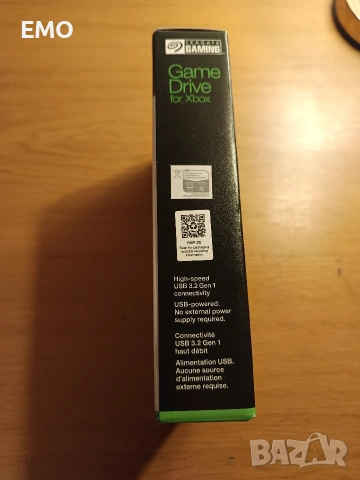 EMO
SEAGATE
GAMING
Game
Drive
for Xbox
PAP 20
High-speed
USB 3.2 Gen 1
connectivity
USB-powered.
No external power
supply required.
Connectivité
USB 3.2 Gen 1
haut débit
Alimentation USB.
Aucune source
d'alimentation
externe requise.
BAZAR